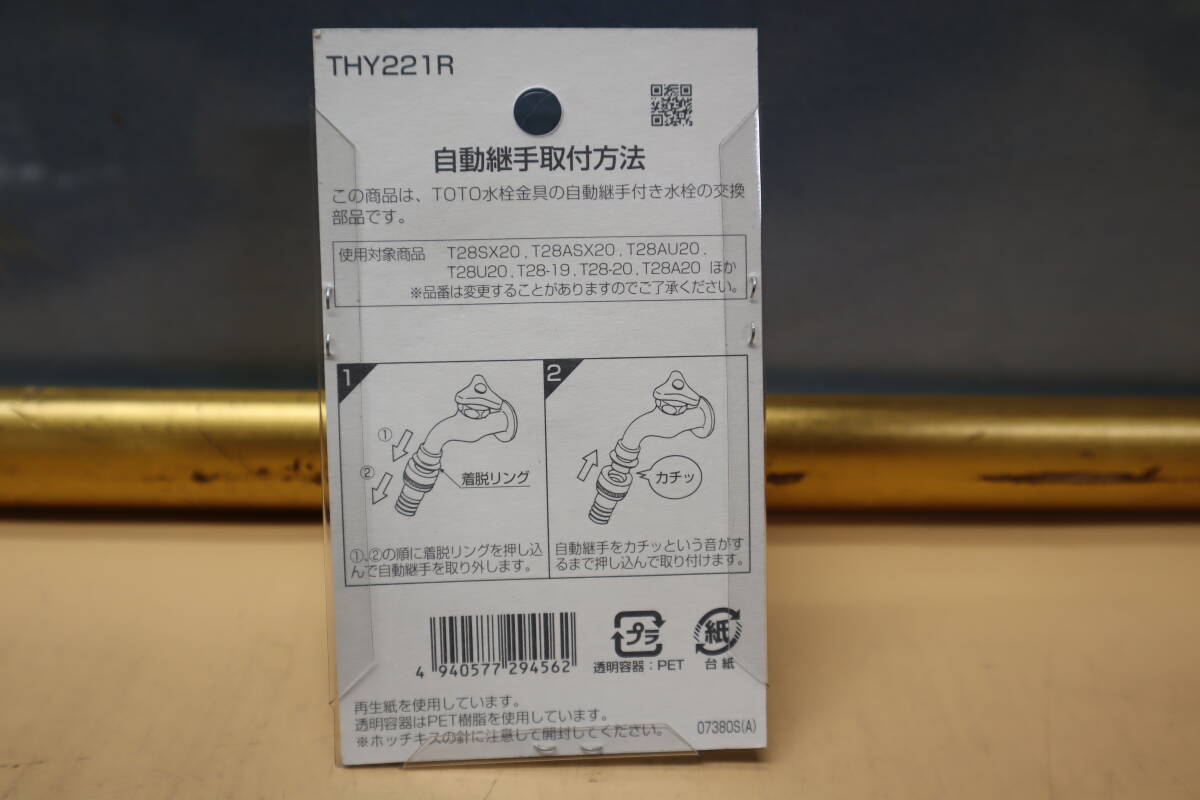 THY221R
自動継手取付方法
この商品は、TOTO水栓金具の自動継手付き水栓の交換
部品です。
使用対象商品 T28SX20, T28ASX20, T28AU20,
T28U20, T28-19, T28-20, T28A20 ほか
※品番は変更することがありますのでご了承ください。
1
①
②
着脱リング
①、②の順に着脱リングを押し込
んで自動継手を取り外します。
2
カチッ
自動継手をカチッという音がす
るまで押し込んで取り付けます。
4 940577 294562
プラ
透明容器：PET
紙
台紙
再生紙を使用しています。
透明容器はPET樹脂を使用しています。
※ホッチキスの針に注意して開封してください。
07380S(A)